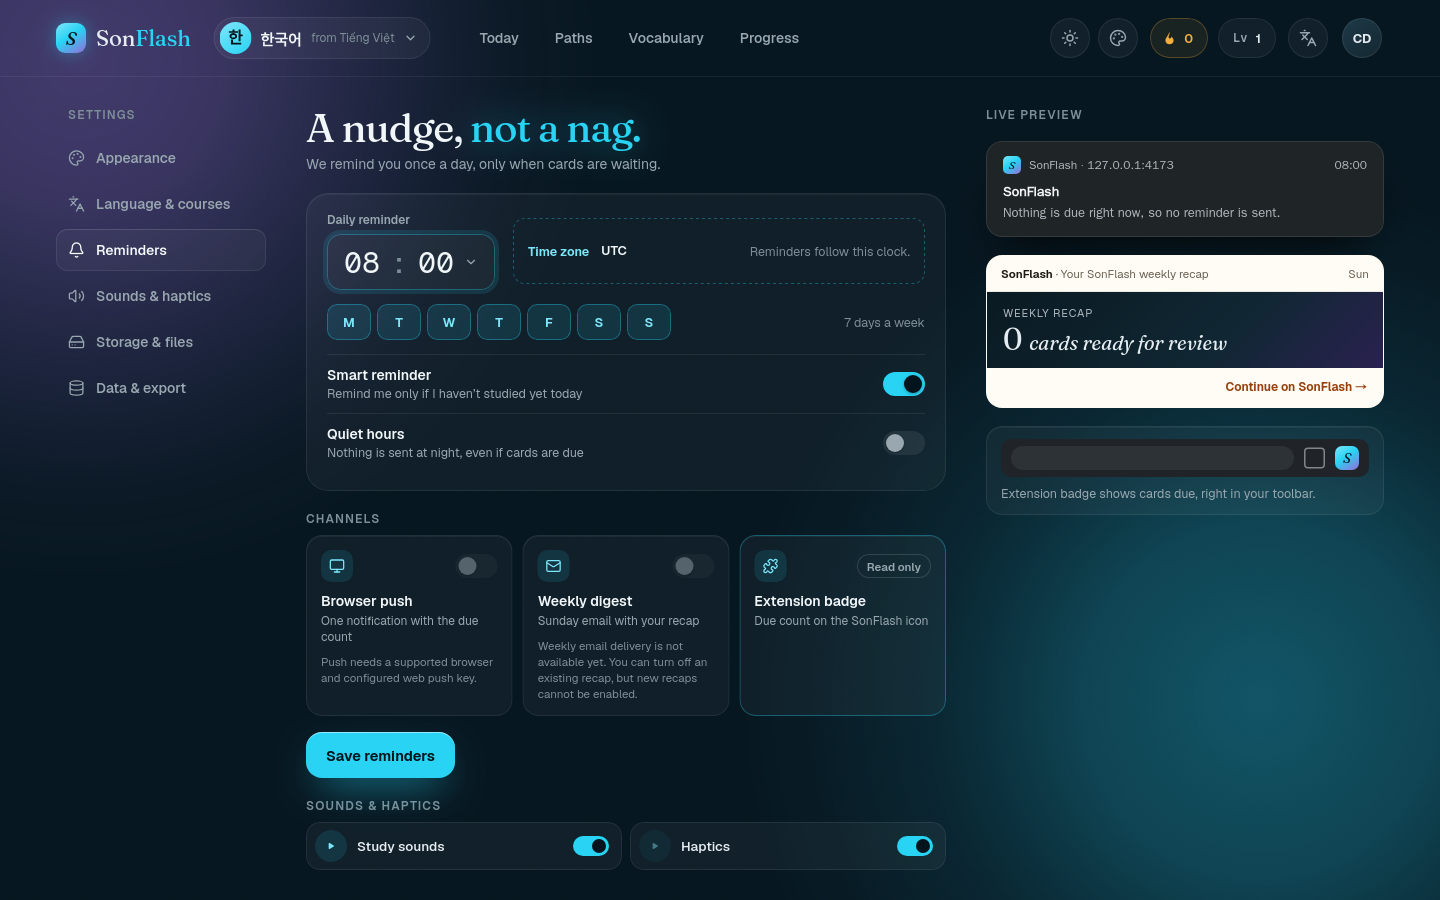 S SonFlash
한 한국어 from Tiếng Việt
Today
Paths
Vocabulary
Progress
0
Lv 1
CD
SETTINGS
Appearance
Language & courses
Reminders
Sounds & haptics
Storage & files
Data & export
A nudge, not a nag.
We remind you once a day, only when cards are waiting.
Daily reminder
08 : 00
Time zone UTC
Reminders follow this clock.
M T W T F S S
7 days a week
Smart reminder
Remind me only if I haven't studied yet today
Quiet hours
Nothing is sent at night, even if cards are due
CHANNELS
Browser push
One notification with the due
count
Push needs a supported browser
and configured web push key.
Weekly digest
Sunday email with your recap
Weekly email delivery is not
available yet. You can turn off an
existing recap, but new recaps
cannot be enabled.
Read only
Extension badge
Due count on the SonFlash icon
Save reminders
SOUNDS & HAPTICS
Study sounds
Haptics
LIVE PREVIEW
S SonFlash · 127.0.0.1:4173 08:00
SonFlash
Nothing is due right now, so no reminder is sent.
SonFlash · Your SonFlash weekly recap Sun
WEEKLY RECAP
0 cards ready for review
Continue on SonFlash →
S
Extension badge shows cards due, right in your toolbar.